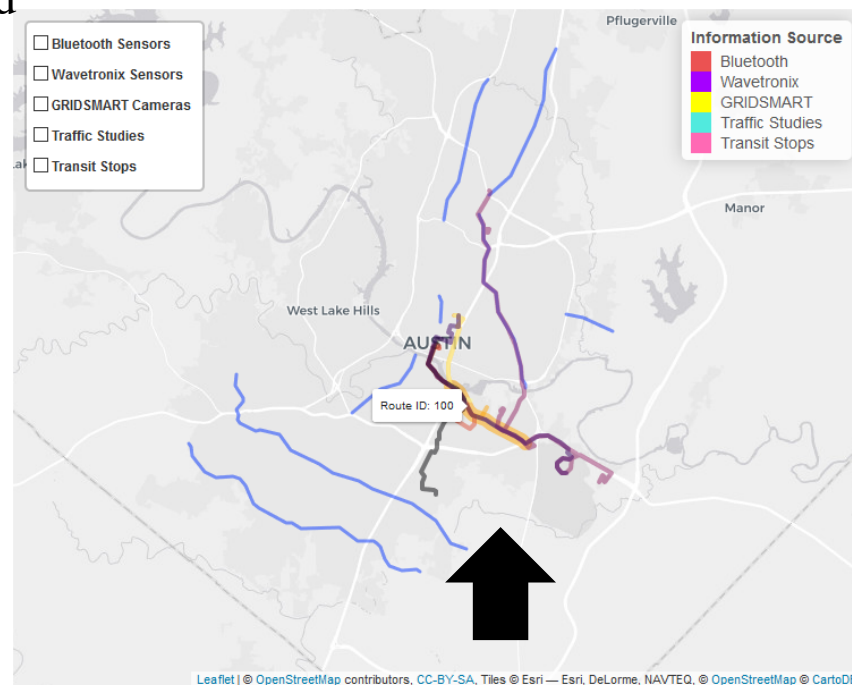 Pflugerville
Bluetooth Sensors
Wavetronix Sensors
GRIDSMART Cameras
Traffic Studies
Transit Stops
Information Source
Bluetooth
Wavetronix
GRIDSMART
Traffic Studies
Transit Stops
Manor
West Lake Hills
AUSTIN
Route ID: 100
Leaflet | © OpenStreetMap contributors, CC-BY-SA, Tiles © Esri — Esri, DeLorme, NAVTEQ, © OpenStreetMap © CartoDB